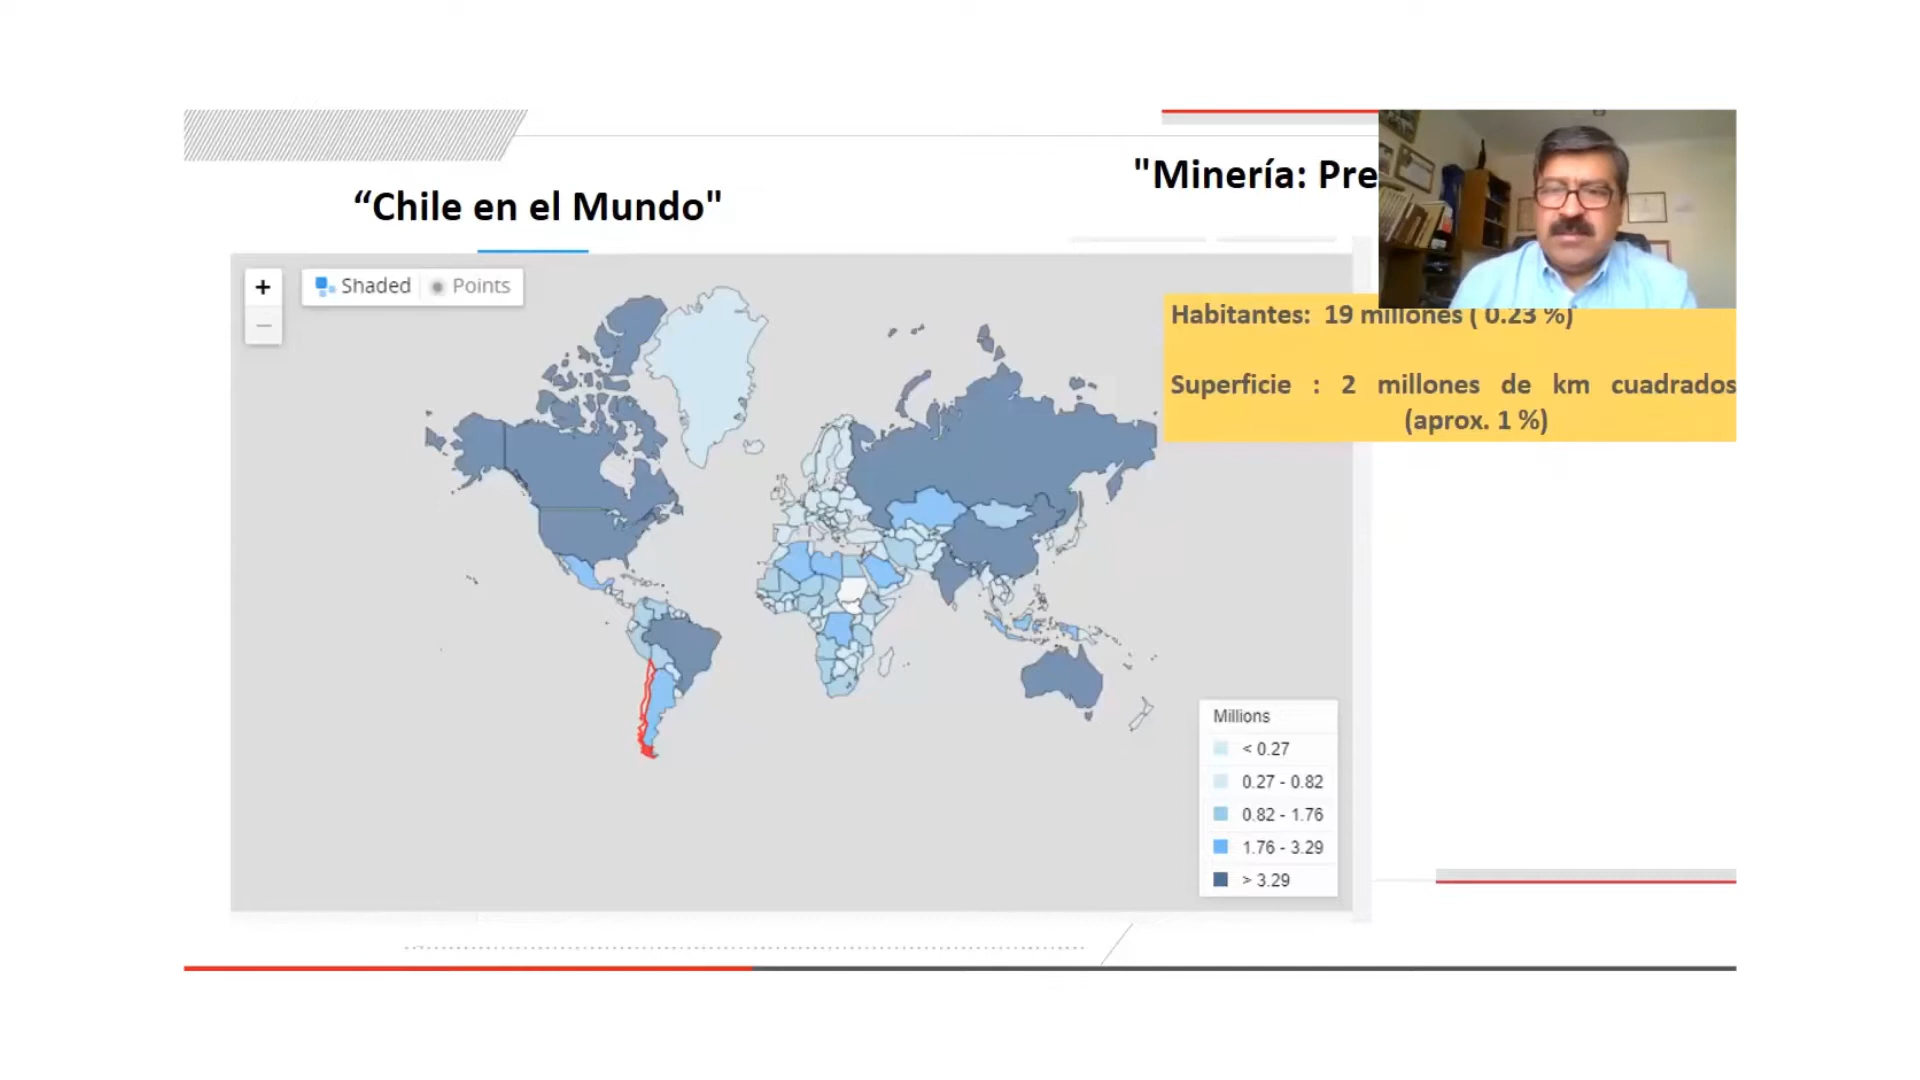 "Minería: Pre
“Chile en el Mundo"
+
Shaded
Points
−
Habitantes: 19 millones ( 0.23 %)
Superficie : 2 millones de km cuadrados
(aprox. 1 %)
Millions
< 0.27
0.27 - 0.82
0.82 - 1.76
1.76 - 3.29
> 3.29